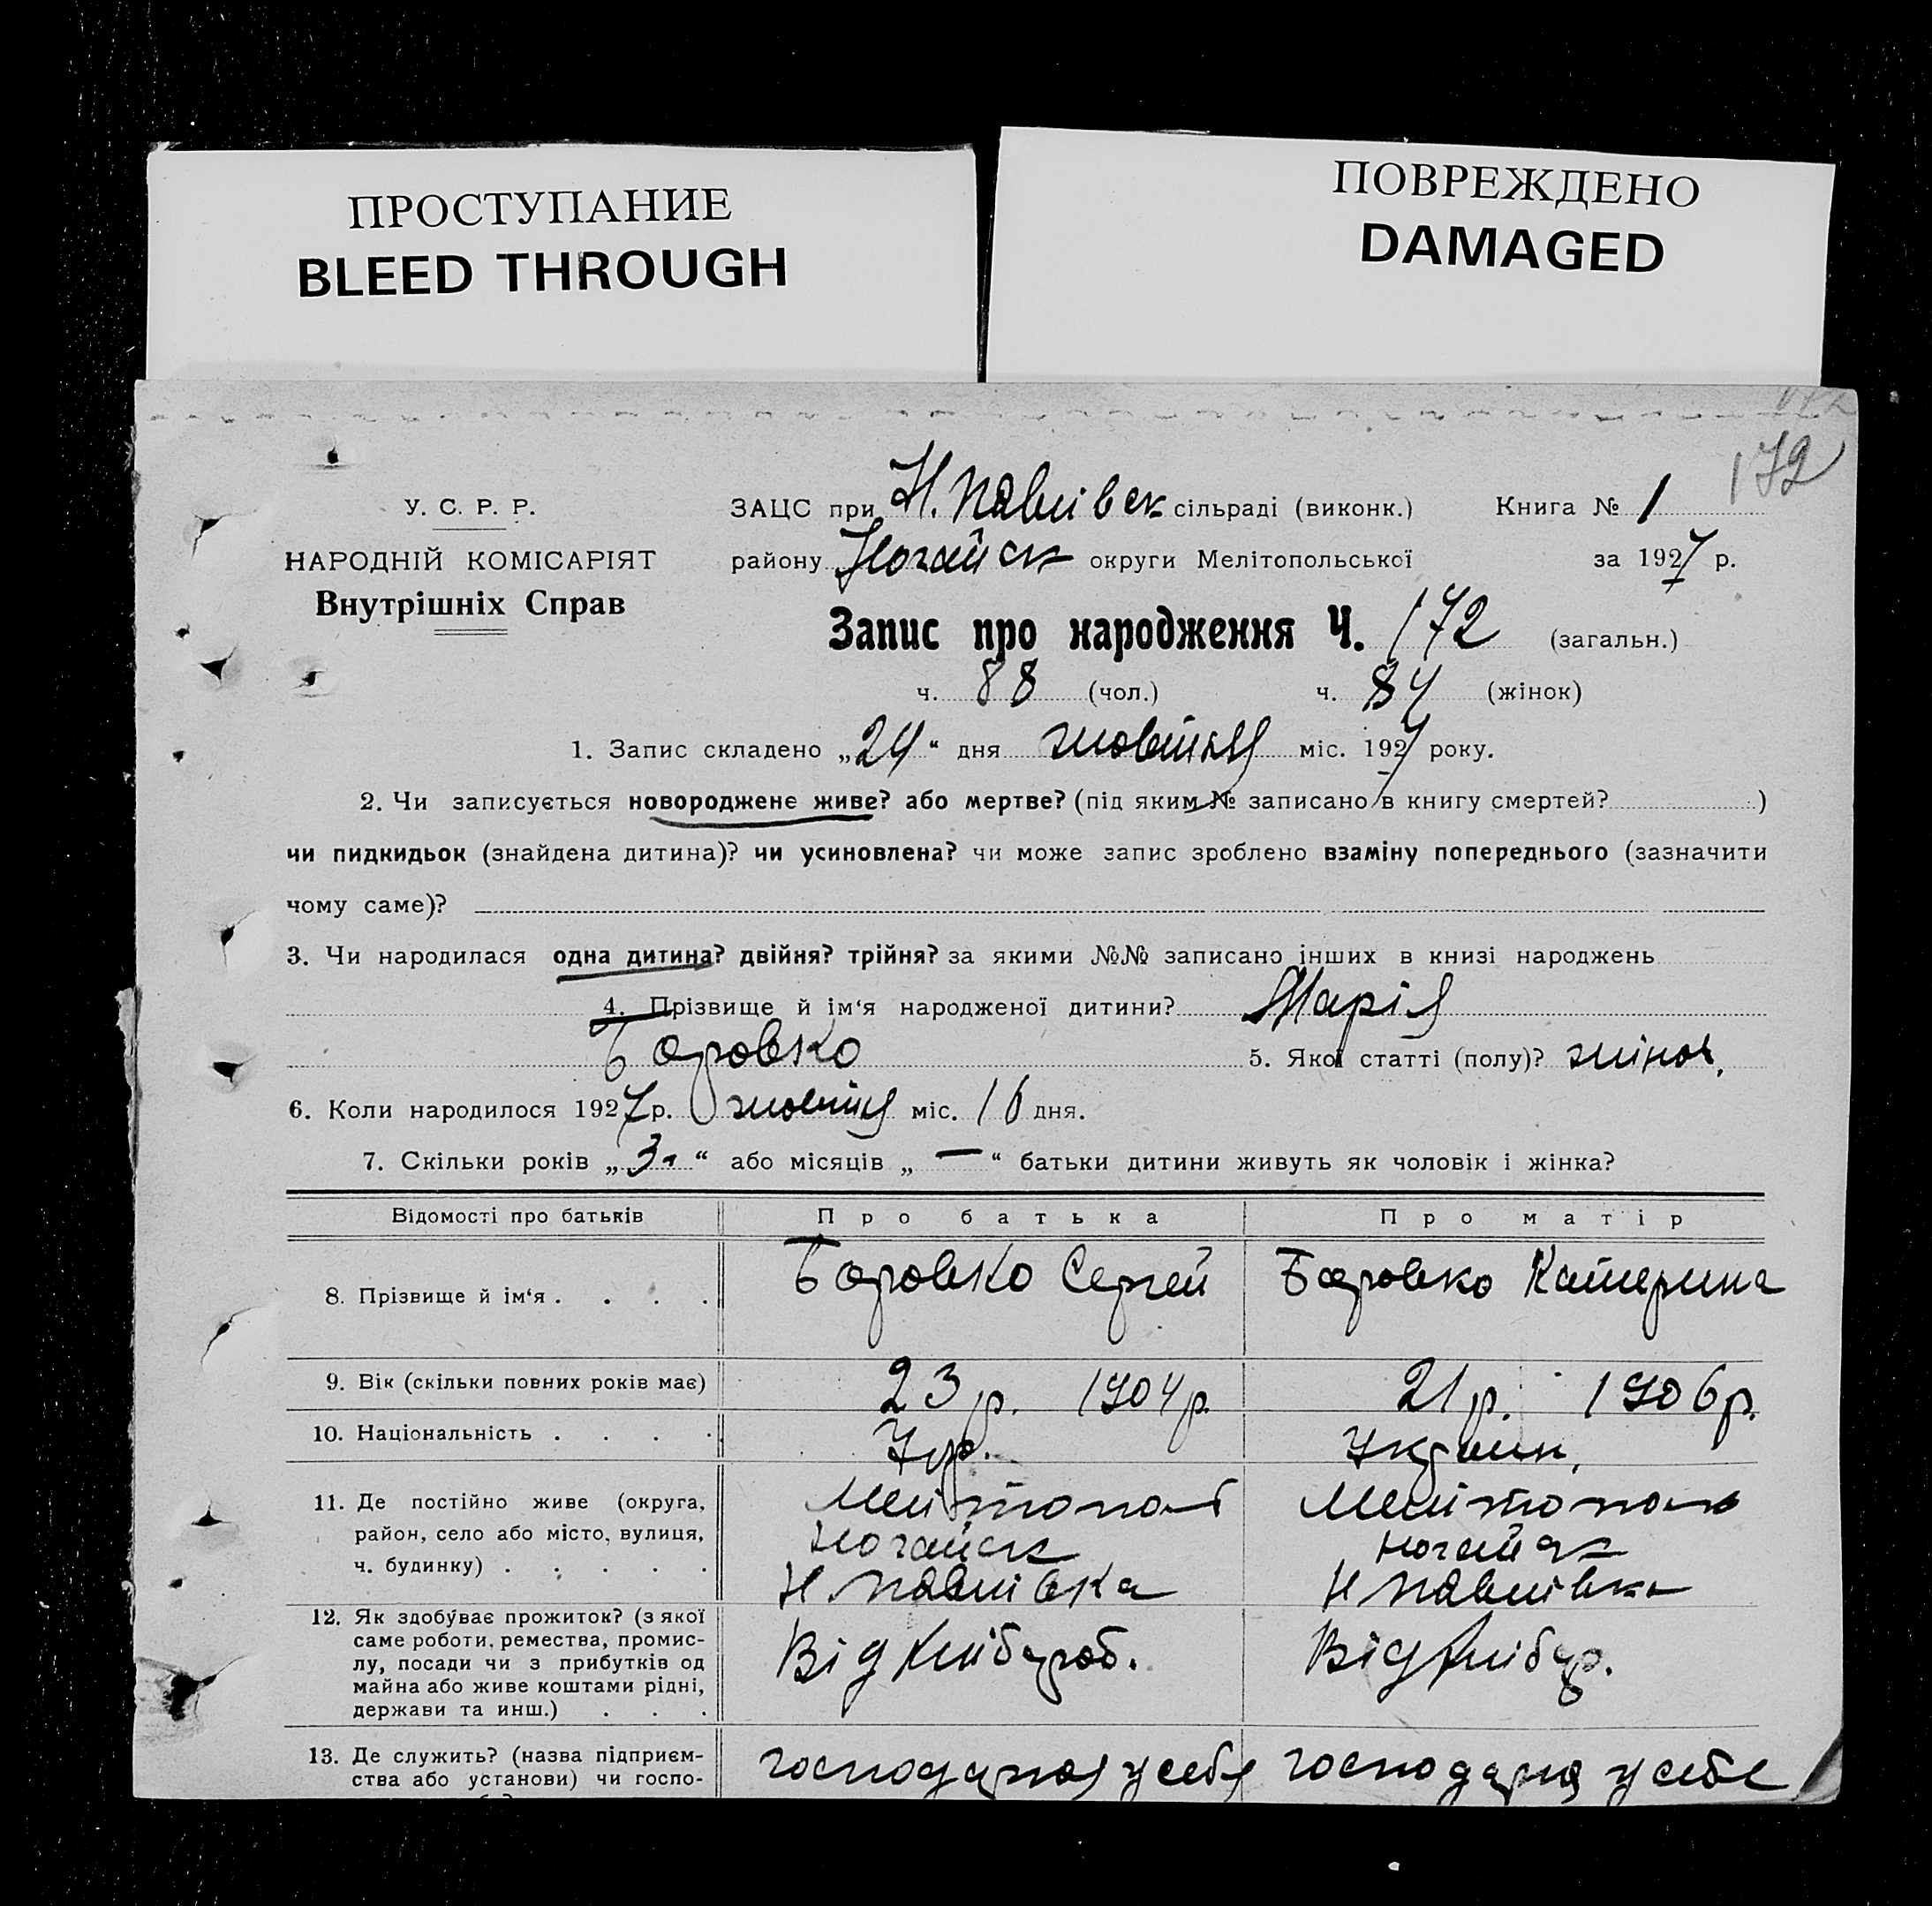 ПРОСТУПАНИЕ
BLEED THROUGH
ПОВРЕЖДЕНО
DAMAGED
172
У. С. Р. Р.
НАРОДНІЙ КОМІСАРІЯТ
Внутрішніх Справ
ЗАЦС при Н. Павлівск сільраді (виконк.)
району Ногайськ округи Мелітопольської
Книга № 1
за 1927 р.
Запис про народження Ч. 172 (загальн.)
ч. 88 (чол.) ч. 84 (жінок)
1. Запис складено „24“ дня жовтня міс. 1927 року.
2. Чи записується новороджене живе? або мертве? (під яким № записано в книгу смертей? )
чи пидкидьок (знайдена дитина)? чи усиновлена? чи може запис зроблено взаміну попереднього (зазначити
чому саме)?
3. Чи народилася одна дитина? двійня? трійня? за якими №№ записано інших в книзі народжень
4. Прізвище й ім‘я народженої дитини? Марія
Боровко 5. Якої статті (полу)? жіноч.
6. Коли народилося 1927 р. жовтня міс. 16 дня.
7. Скільки років „3“ або місяців „—“ батьки дитини живуть як чоловік і жінка?
Відомості про батьків Про батька Про матір
8. Прізвище й ім‘я . . . . Боровко Сергей Боровко Катерина
9. Вік (скільки повних років має) 23 р. 1904 р. 21 р. 1906 р.
10. Національність . . . . Укр. Україн.
11. Де постійно живе (округа,
район, село або місто, вулиця,
ч. будинку) . . . . .
Мелітополь
Ногайськ
Н Павлівка
Мелітополь
Ногайськ
Н Павлівка
12. Як здобуває прожиток? (з якої
саме роботи, ремества, промис-
лу, посади чи з прибутків од
майна або живе коштами рідні,
держави та инш.) . . .
Від хлібороб.
Від хлібор.
13. Де служить? (назва підприєм-
ства або установи) чи госпо-
господарює у себе господарює у себе